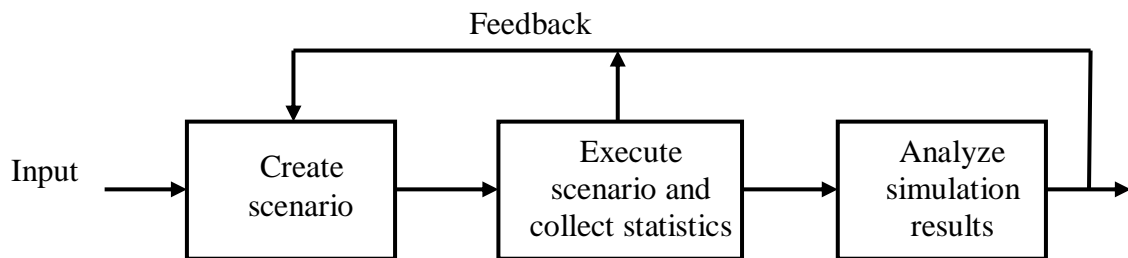 Feedback
Input
Create
scenario
Execute
scenario and
collect statistics
Analyze
simulation
results